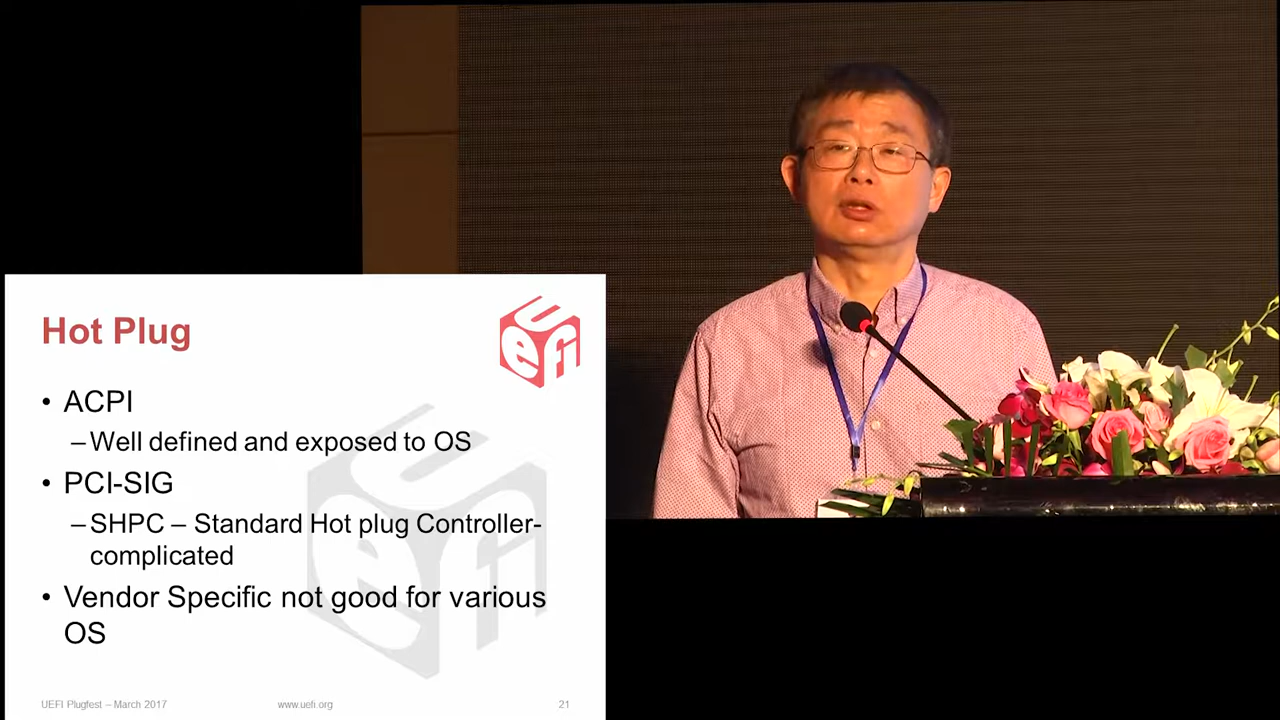 Hot Plug
UEFI
• ACPI
–Well defined and exposed to OS
• PCI-SIG
–SHPC – Standard Hot plug Controller-
complicated
• Vendor Specific not good for various
OS
UEFI Plugfest – March 2017 www.uefi.org 21